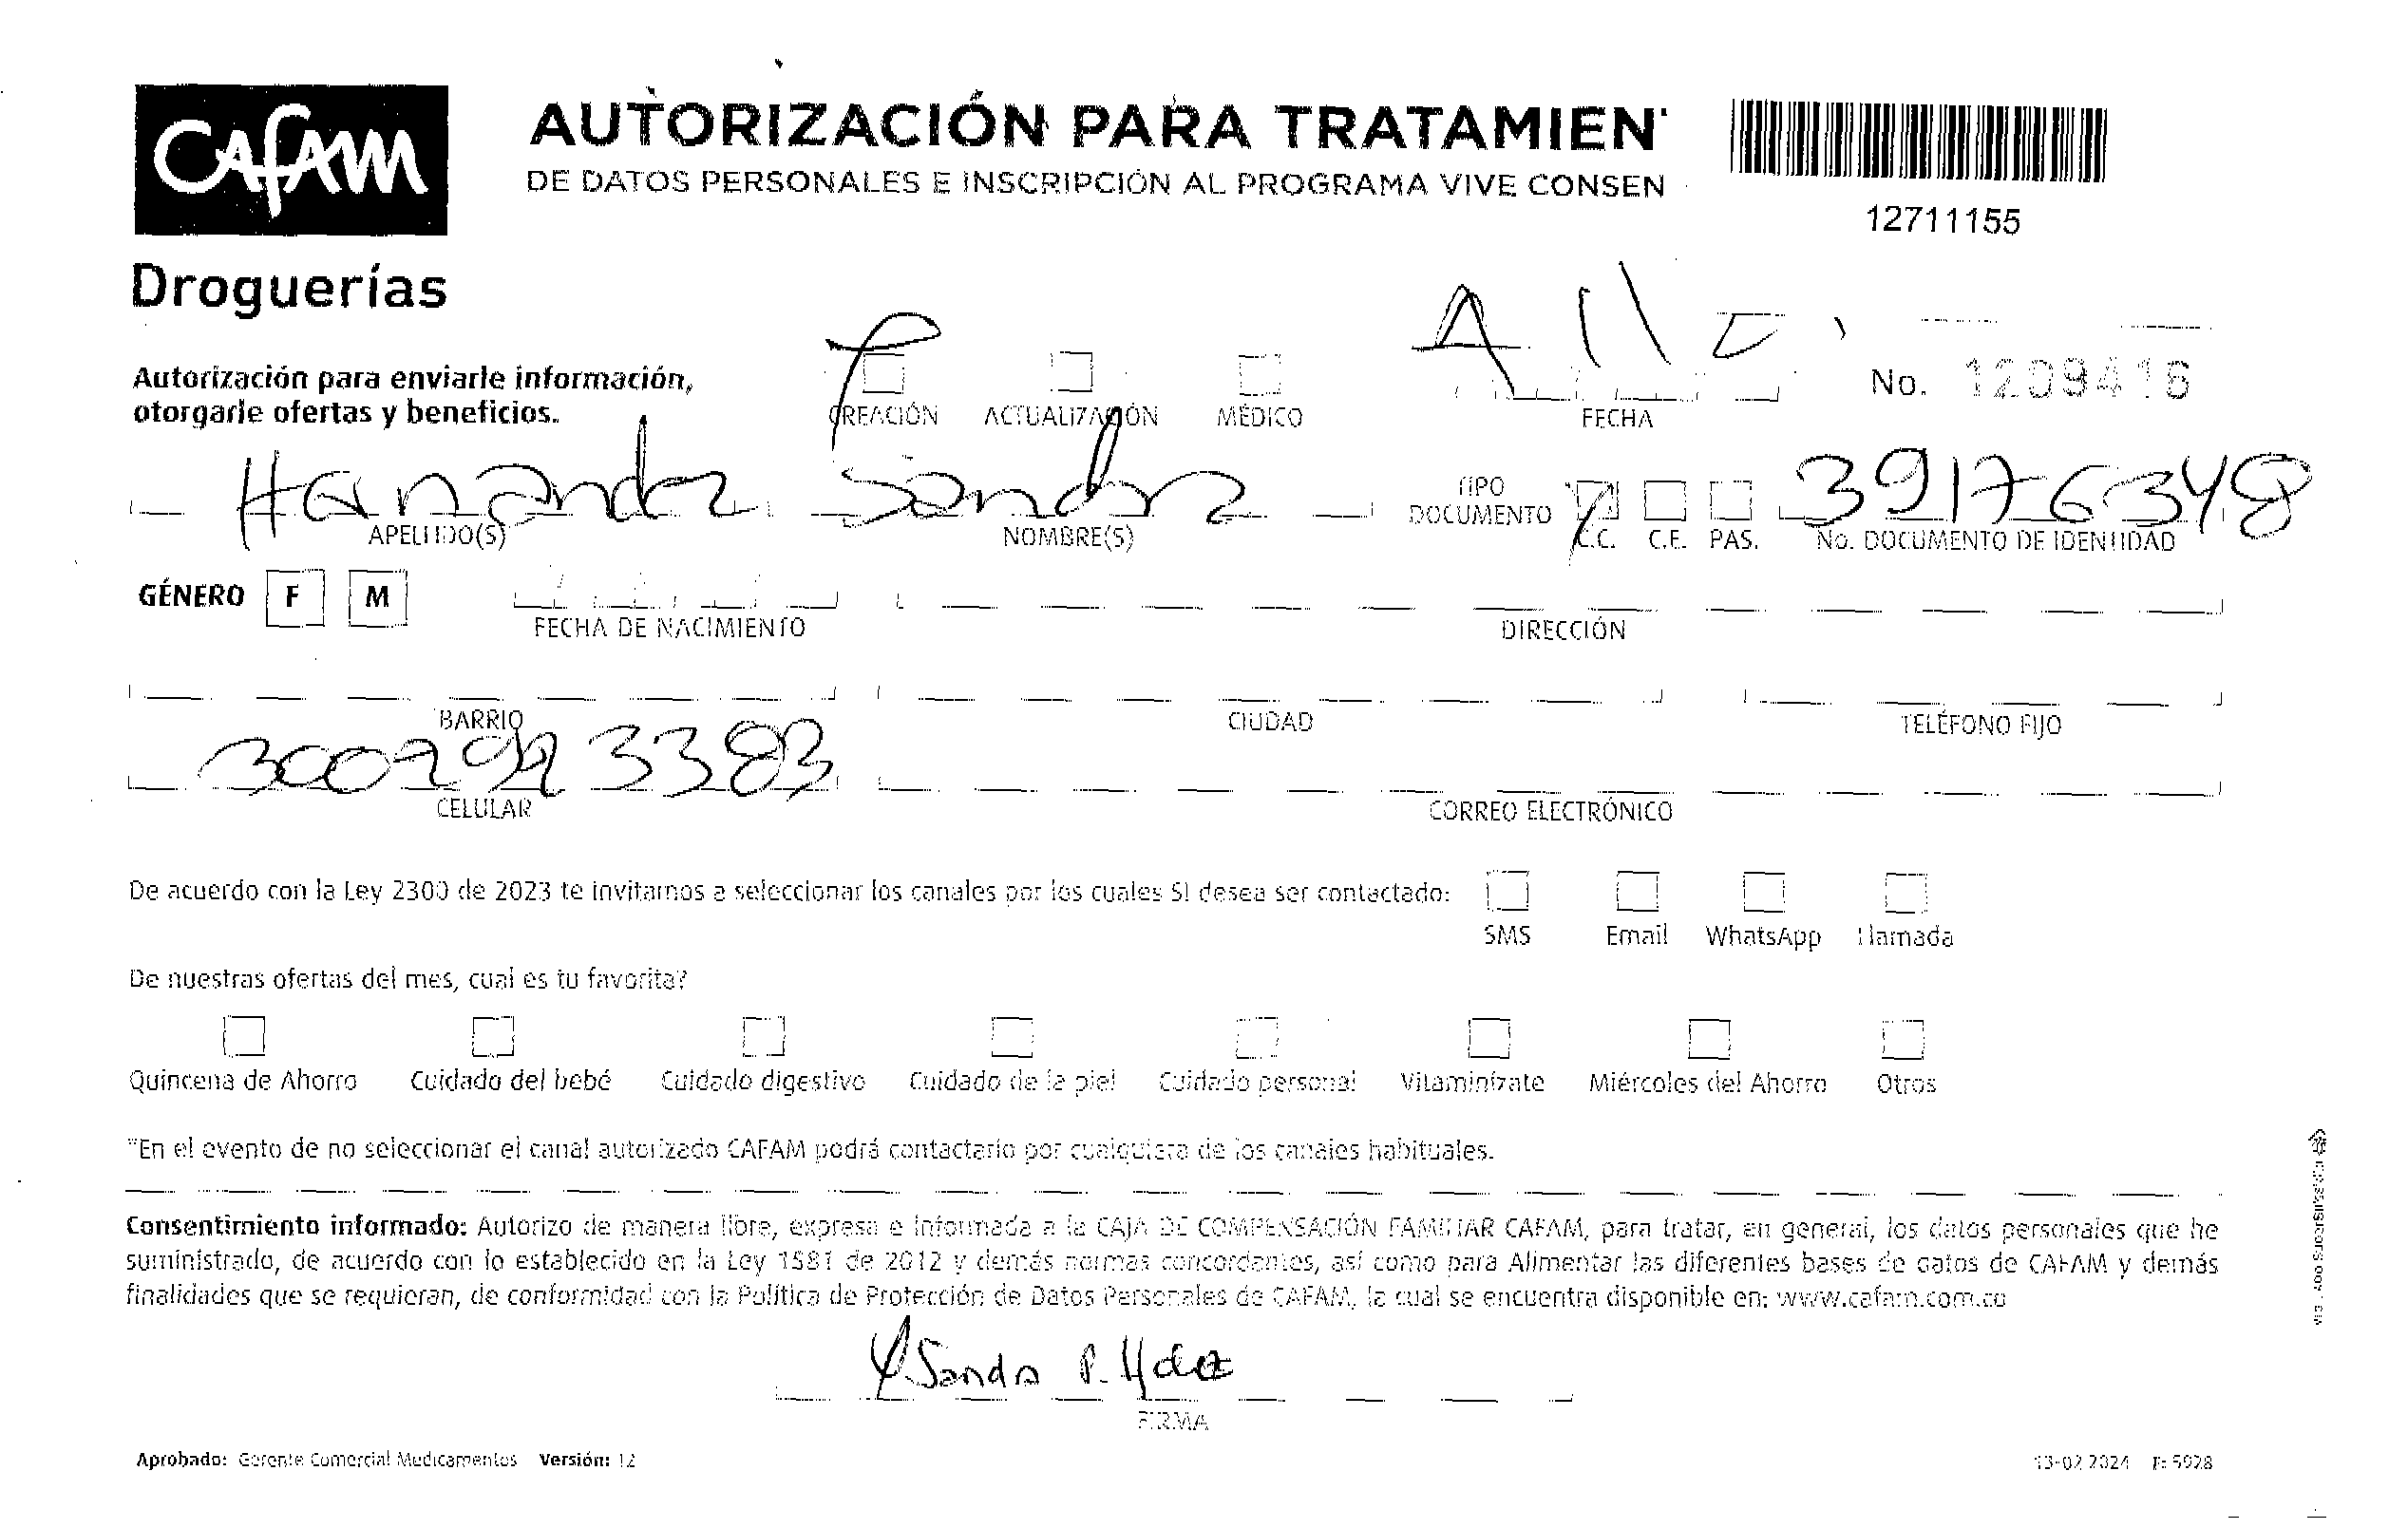 CAFAM
Droguerías
AUTORIZACIÓN PARA TRATAMIEN
DE DATOS PERSONALES E INSCRIPCIÓN AL PROGRAMA VIVE CONSEN
12711155
Autorización para enviarle información,
otorgarle ofertas y beneficios.
CREACIÓN ACTUALIZACIÓN MÉDICO
FECHA
No. 1209416
Hernandez Sandra
APELLIDO(S) NOMBRE(S)
TIPO DOCUMENTO C.C. C.E. PAS.
39176348
No. DOCUMENTO DE IDENTIDAD
GÉNERO F M
FECHA DE NACIMIENTO DIRECCIÓN
BARRIO CIUDAD TELÉFONO FIJO
CELULAR CORREO ELECTRÓNICO
De acuerdo con la Ley 2300 de 2023 te invitamos a seleccionar los canales por los cuales SI desea ser contactado:
SMS Email WhatsApp Llamada
De nuestras ofertas del mes, cual es tu favorita?
Quincena de Ahorro Cuidado del bebé Cuidado digestivo Cuidado de la piel Cuidado personal Vitaminízate Miércoles del Ahorro Otros
"En el evento de no seleccionar el canal autorizado CAFAM podrá contactarlo por cualquiera de los canales habituales.
Consentimiento informado: Autorizo de manera libre, expresa e informada a la CAJA DE COMPENSACIÓN FAMILIAR CAFAM, para tratar, en general, los datos personales que he
suministrado, de acuerdo con lo establecido en la Ley 1581 de 2012 y demás normas concordantes, así como para Alimentar las diferentes bases de datos de CAFAM y demás
finalidades que se requieran, de conformidad con la Política de Protección de Datos Personales de CAFAM, la cual se encuentra disponible en: www.cafam.com.co
Sandra P. Hdez
FIRMA
Aprobado: Gerente Comercial Medicamentos Versión: 12
13-02 2024 F: 5928